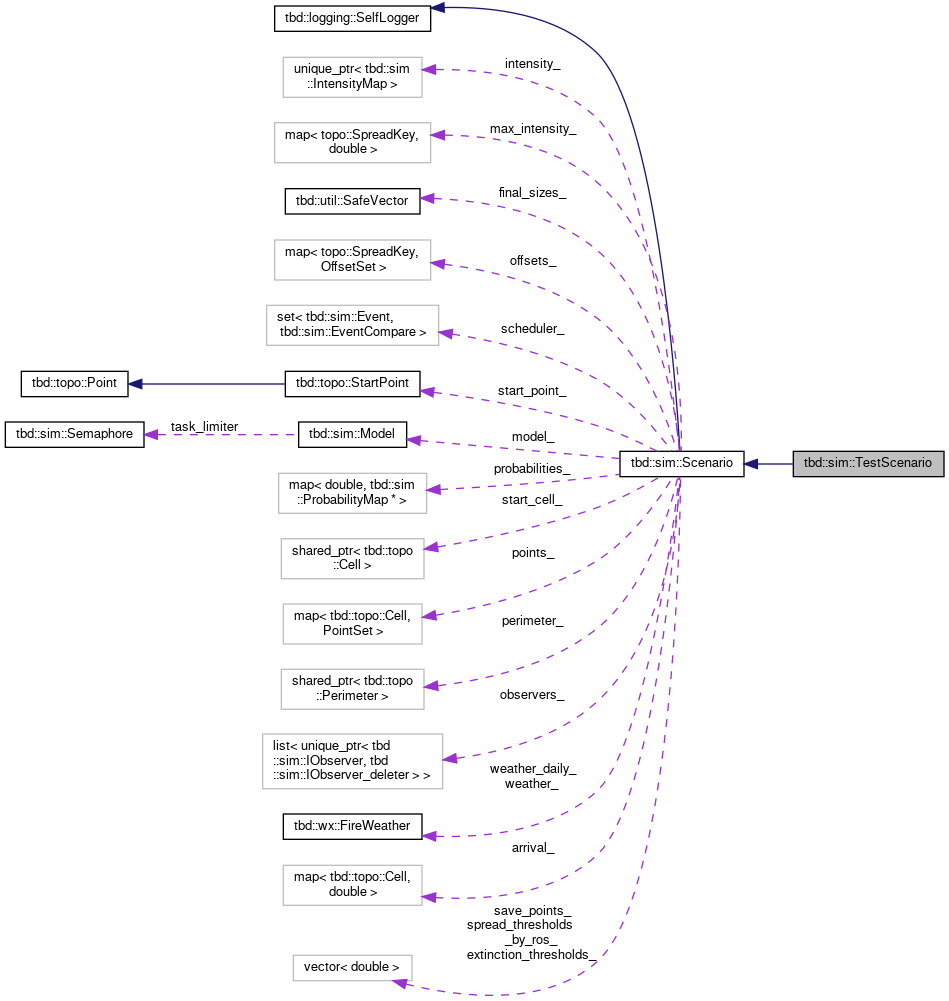 tbd::logging::SelfLogger
unique_ptr< tbd::sim
::IntensityMap >
intensity_
map< topo::SpreadKey,
double >
max_intensity_
tbd::util::SafeVector
final_sizes_
map< topo::SpreadKey,
OffsetSet >
offsets_
set< tbd::sim::Event,
tbd::sim::EventCompare >
scheduler_
tbd::topo::Point
tbd::topo::StartPoint
start_point_
tbd::sim::Semaphore
task_limiter
tbd::sim::Model
model_
tbd::sim::Scenario
tbd::sim::TestScenario
map< double, tbd::sim
::ProbabilityMap * >
probabilities_
shared_ptr< tbd::topo
::Cell >
start_cell_
map< tbd::topo::Cell,
PointSet >
points_
shared_ptr< tbd::topo
::Perimeter >
perimeter_
list< unique_ptr< tbd
::sim::IObserver, tbd
::sim::IObserver_deleter > >
observers_
tbd::wx::FireWeather
weather_daily_
weather_
map< tbd::topo::Cell,
double >
arrival_
vector< double >
save_points_
spread_thresholds
_by_ros_
extinction_thresholds_